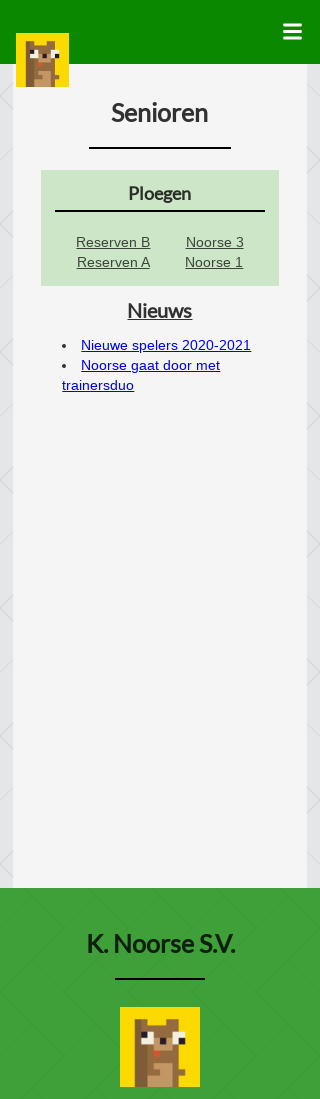 Senioren
Ploegen
Reserven B Noorse 3
Reserven A Noorse 1
Nieuws
• Nieuwe spelers 2020-2021
• Noorse gaat door met
trainersduo
K. Noorse S.V.